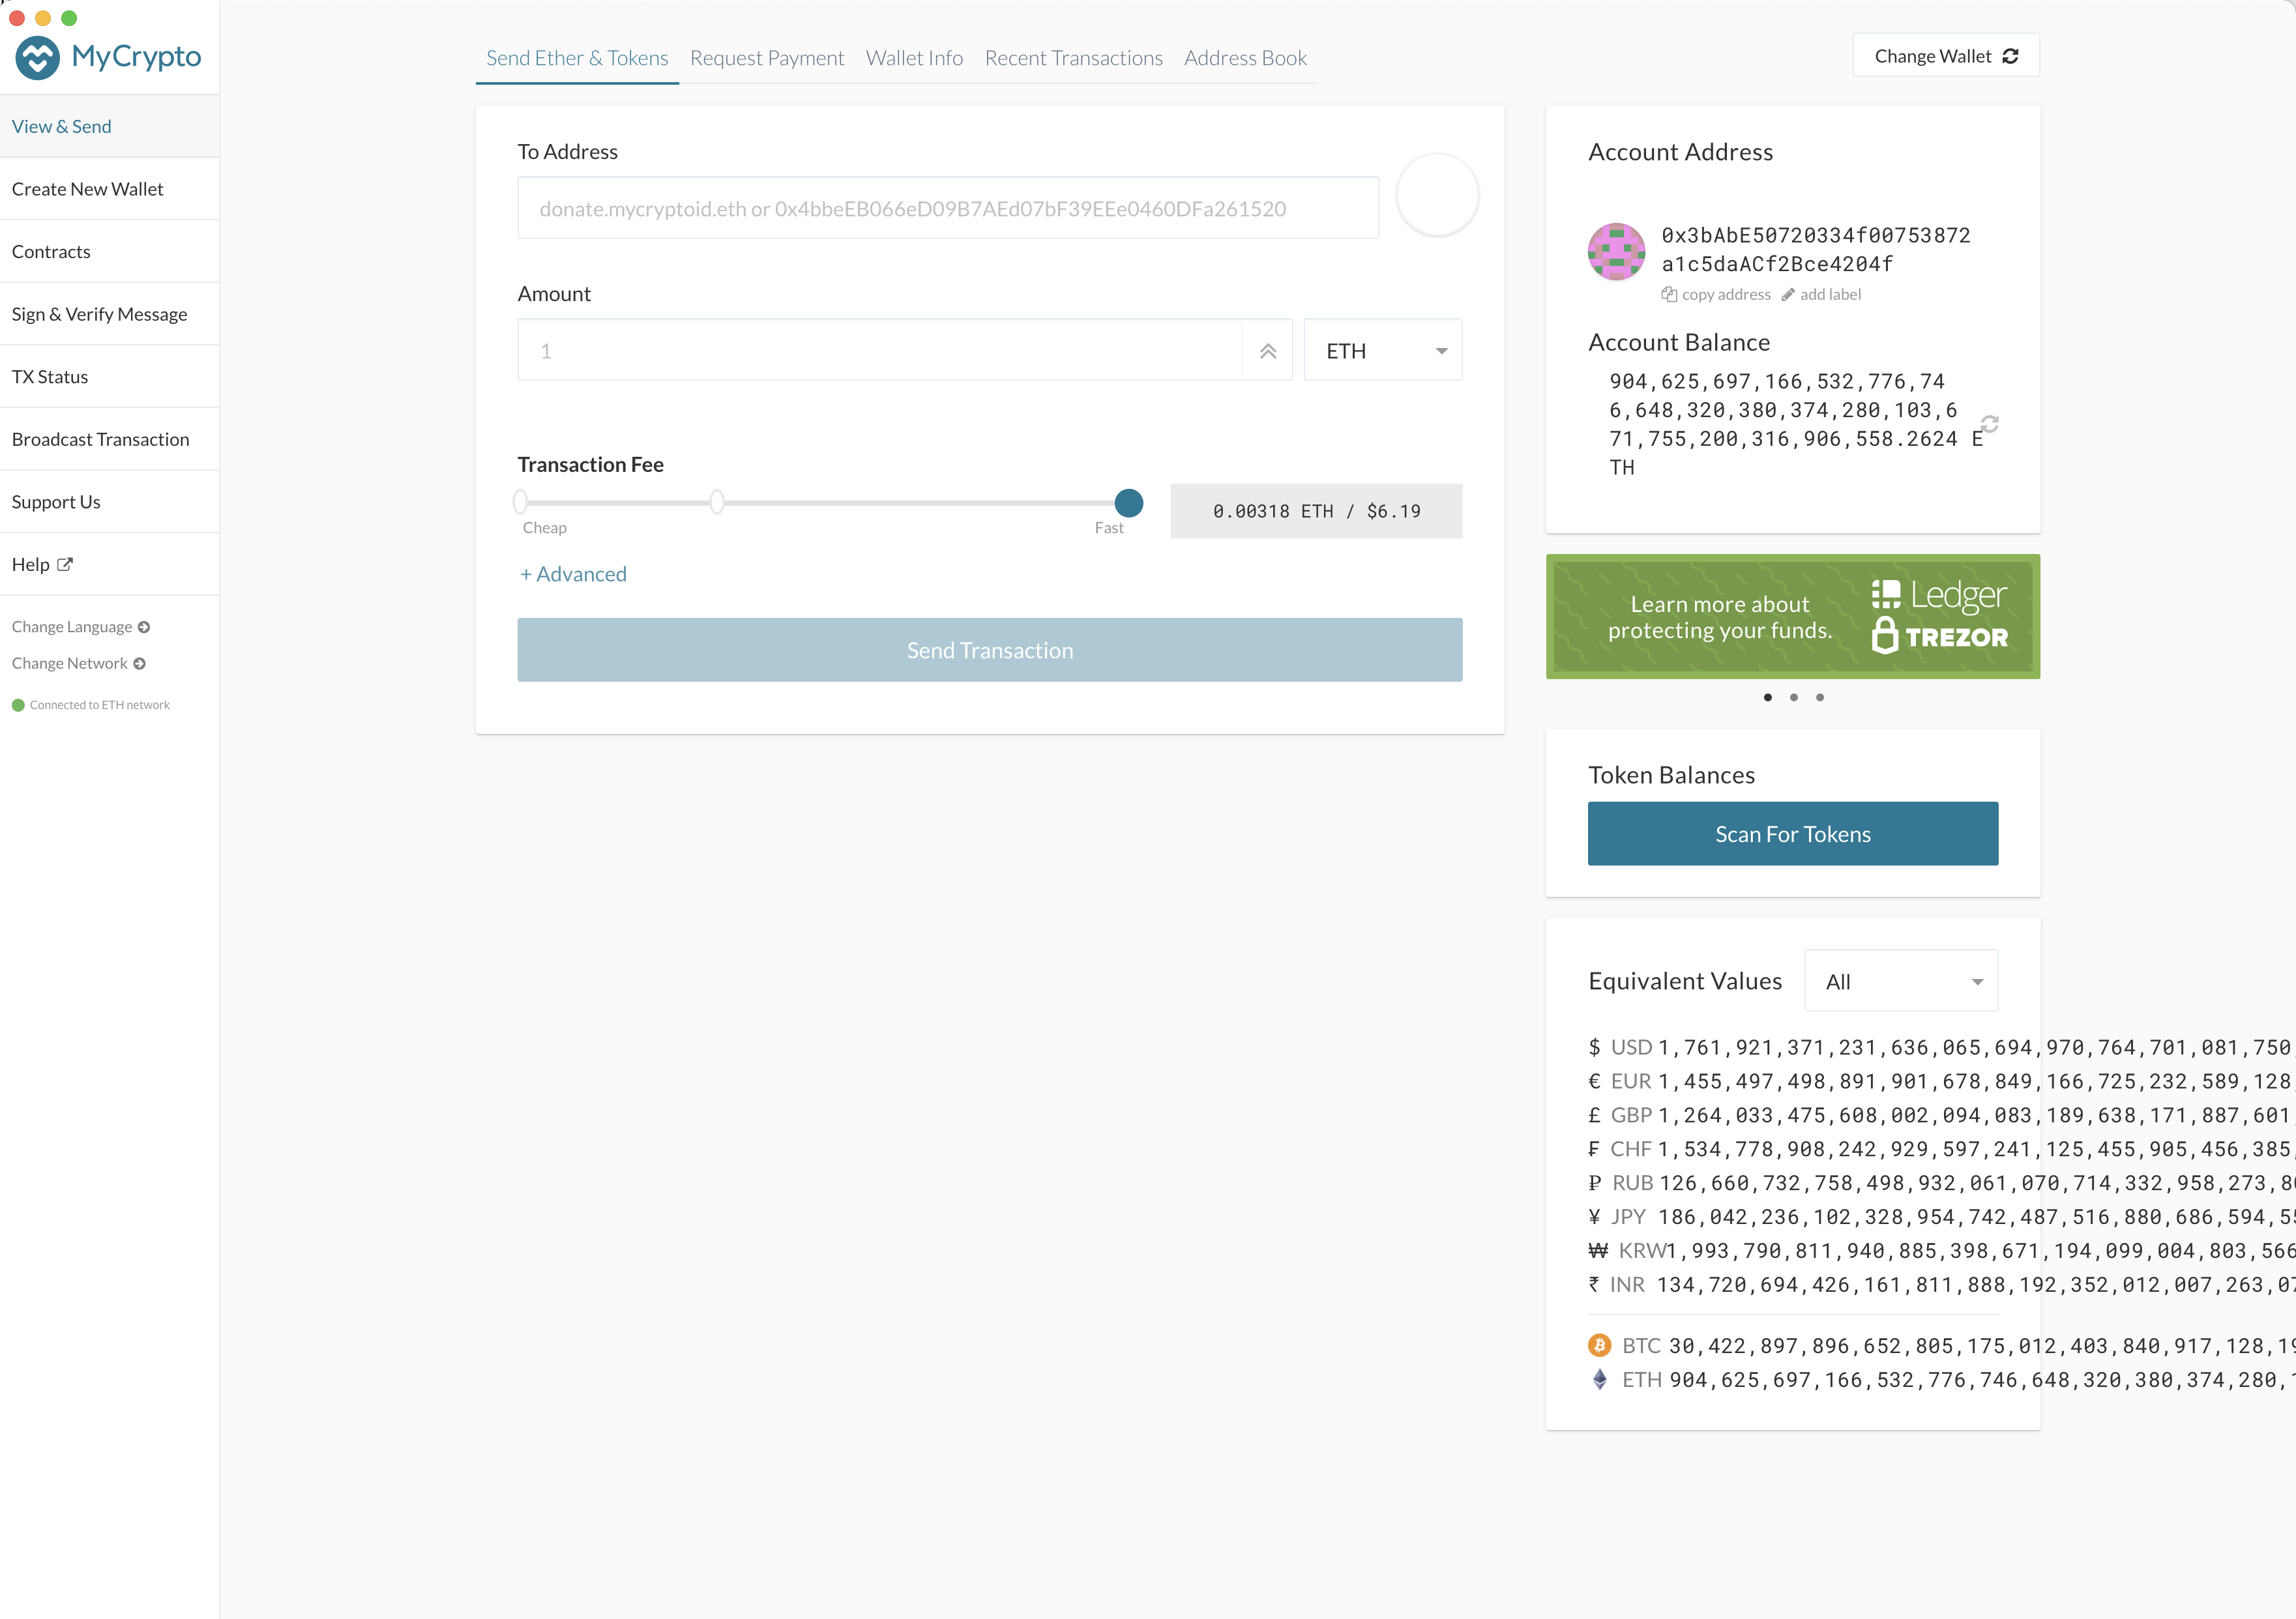 MyCrypto
View & Send
Create New Wallet
Contracts
Sign & Verify Message
TX Status
Broadcast Transaction
Support Us
Help
Change Language
Change Network
Connected to ETH network
Send Ether & Tokens Request Payment Wallet Info Recent Transactions Address Book
Change Wallet
To Address
donate.mycryptoid.eth or 0x4bbeEB066eD09B7AEd07bF39EEe0460DFa261520
Amount
1
ETH
Transaction Fee
Cheap
Fast
0.00318 ETH / $6.19
+ Advanced
Send Transaction
Account Address
0x3bAbE50720334f00753872
a1c5daACf2Bce4204f
copy address add label
Account Balance
904,625,697,166,532,776,74
6,648,320,380,374,280,103,6
71,755,200,316,906,558.2624 E
TH
Learn more about
protecting your funds.
Ledger
TREZOR
Token Balances
Scan For Tokens
Equivalent Values All
$ USD 1,761,921,371,231,636,065,694,970,764,701,081,750,
€ EUR 1,455,497,498,891,901,678,849,166,725,232,589,128,
£ GBP 1,264,033,475,608,002,094,083,189,638,171,887,601,
₣ CHF 1,534,778,908,242,929,597,241,125,455,905,456,385,
₽ RUB 126,660,732,758,498,932,061,070,714,332,958,273,80
¥ JPY 186,042,236,102,328,954,742,487,516,880,686,594,55
₩ KRW1,993,790,811,940,885,398,671,194,099,004,803,566
₹ INR 134,720,694,426,161,811,888,192,352,012,007,263,07
BTC 30,422,897,896,652,805,175,012,403,840,917,128,19
ETH 904,625,697,166,532,776,746,648,320,380,374,280,1